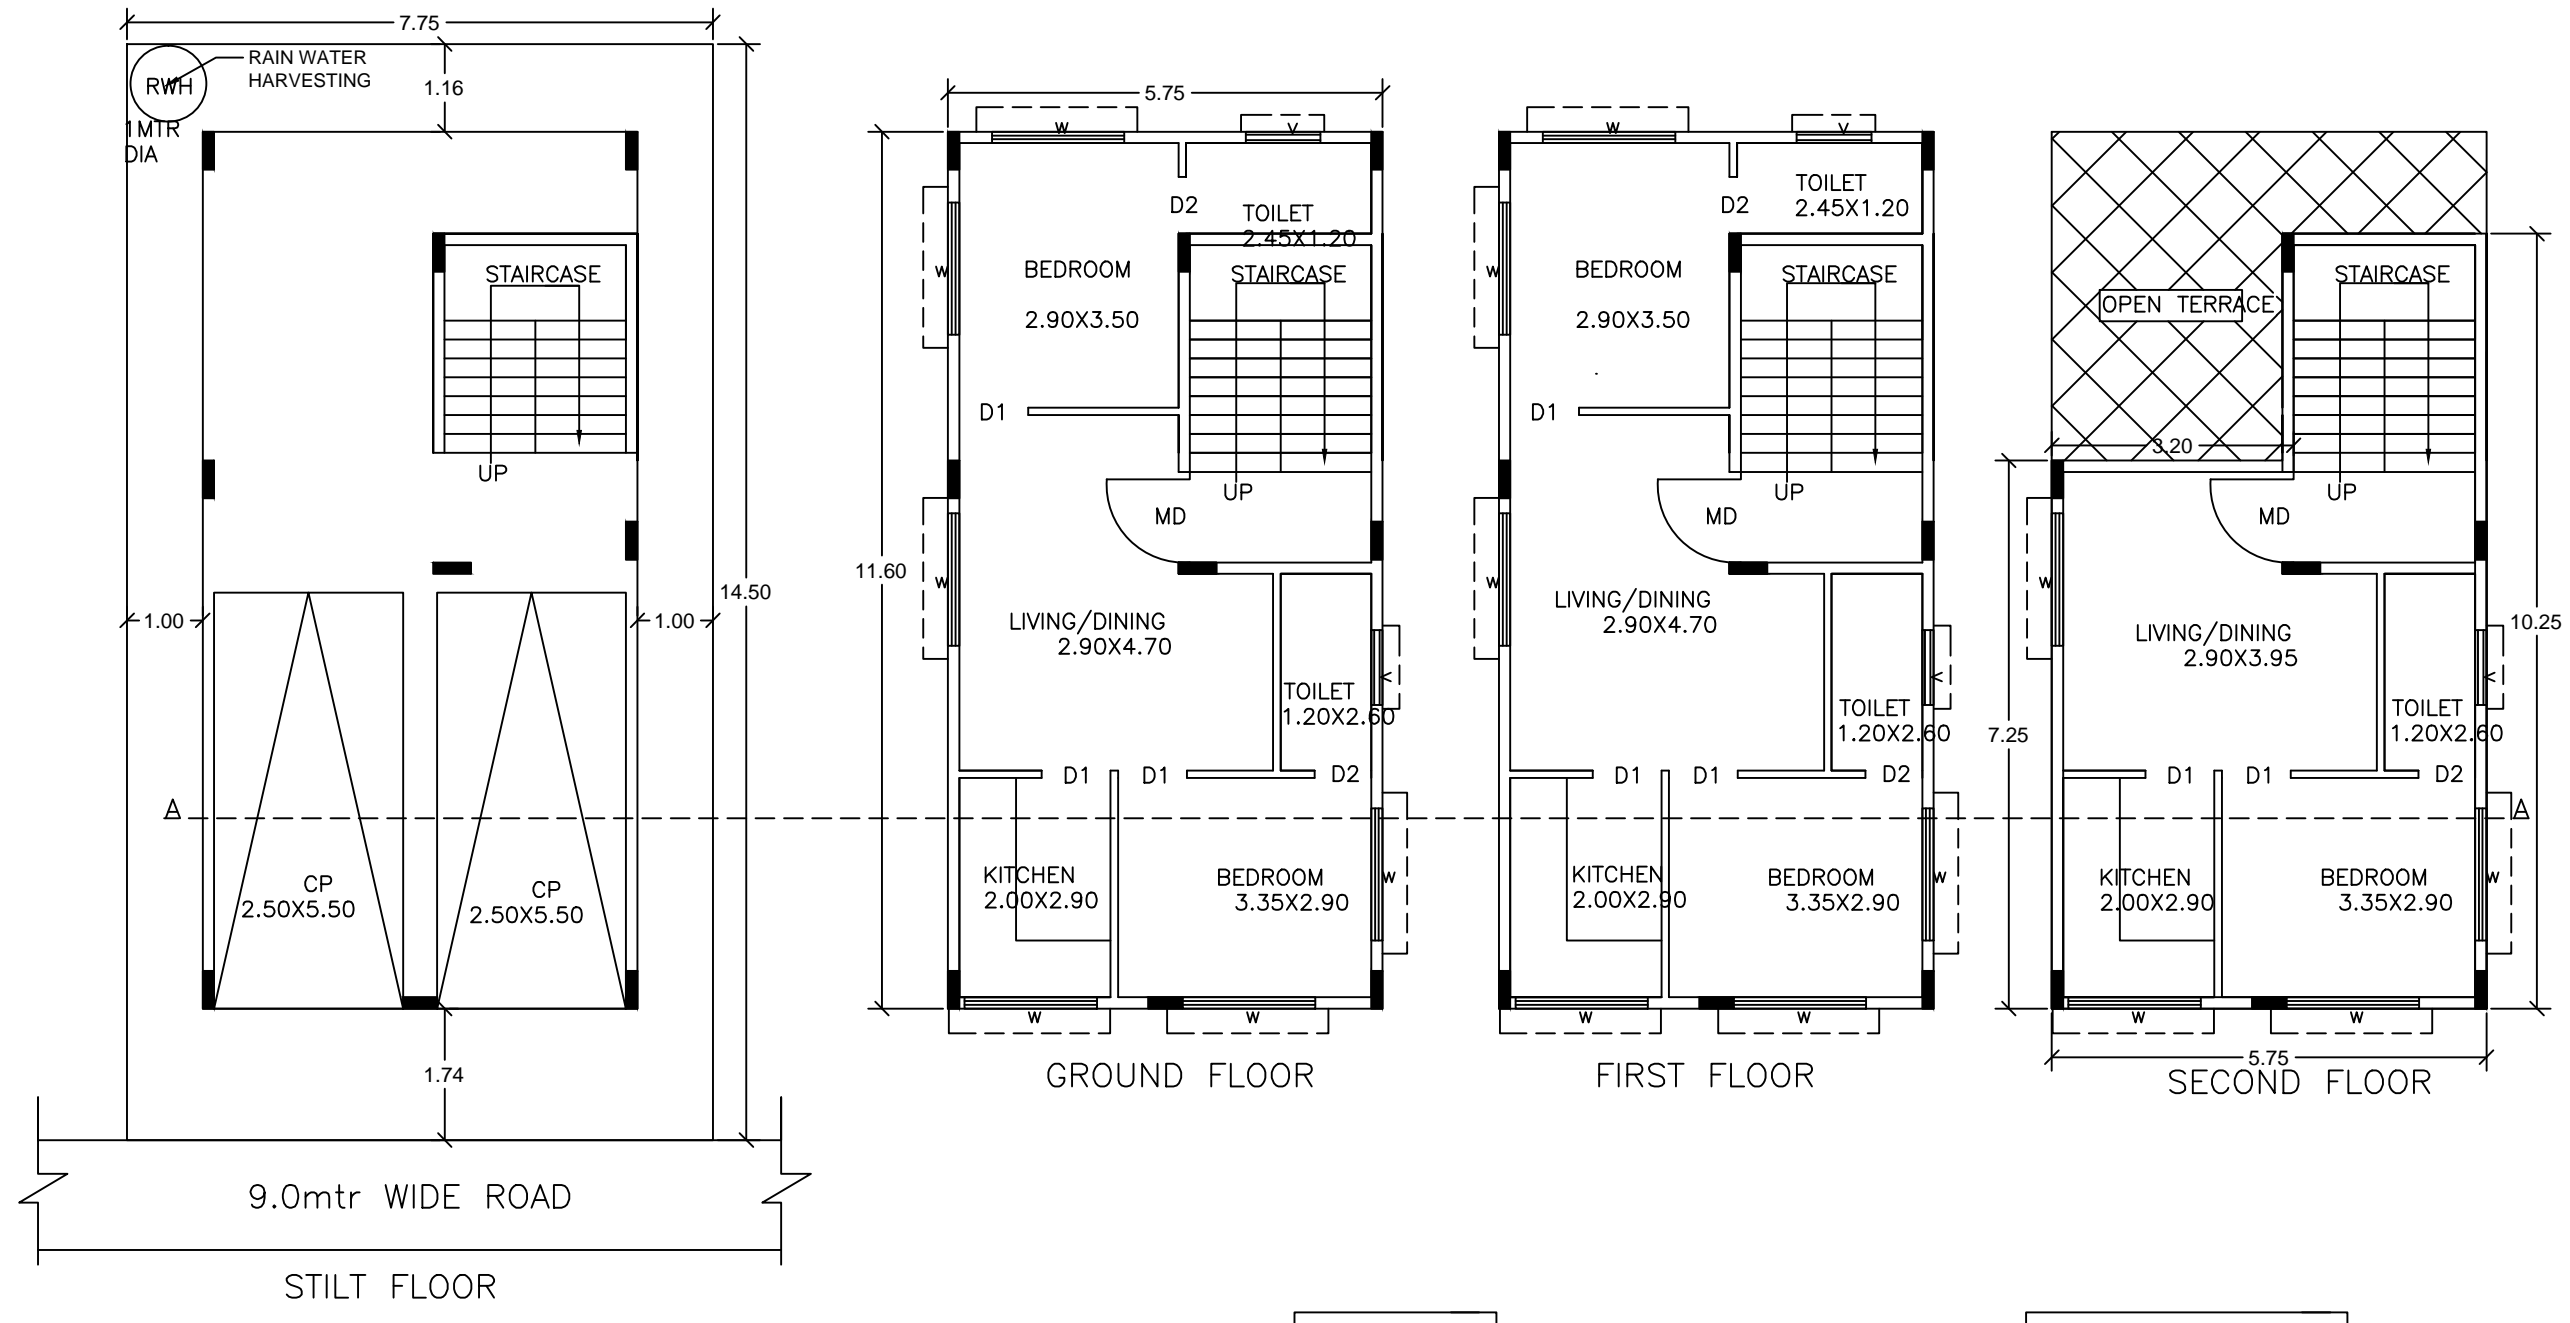 7.75
RWH
RAIN WATER
HARVESTING
1MTR
DIA
1.16
STAIRCASE
UP
1.00
1.00
14.50
A
CP
2.50X5.50
CP
2.50X5.50
1.74
9.0mtr WIDE ROAD
STILT FLOOR
5.75
W
V
D2
TOILET
2.45X1.20
W
BEDROOM
2.90X3.50
STAIRCASE
D1
UP
MD
11.60
W
LIVING/DINING
2.90X4.70
TOILET
1.20X2.60
V
D1
D1
D2
KITCHEN
2.00X2.90
BEDROOM
3.35X2.90
W
W
W
GROUND FLOOR
W
V
D2
TOILET
2.45X1.20
W
BEDROOM
2.90X3.50
STAIRCASE
D1
UP
MD
W
LIVING/DINING
2.90X4.70
TOILET
1.20X2.60
V
D1
D1
D2
KITCHEN
2.00X2.90
BEDROOM
3.35X2.90
W
W
W
FIRST FLOOR
STAIRCASE
OPEN TERRACE
3.20
UP
MD
W
10.25
LIVING/DINING
2.90X3.95
TOILET
1.20X2.60
V
7.25
D1
D1
D2
A
KITCHEN
2.00X2.90
BEDROOM
3.35X2.90
W
W
W
5.75
SECOND FLOOR